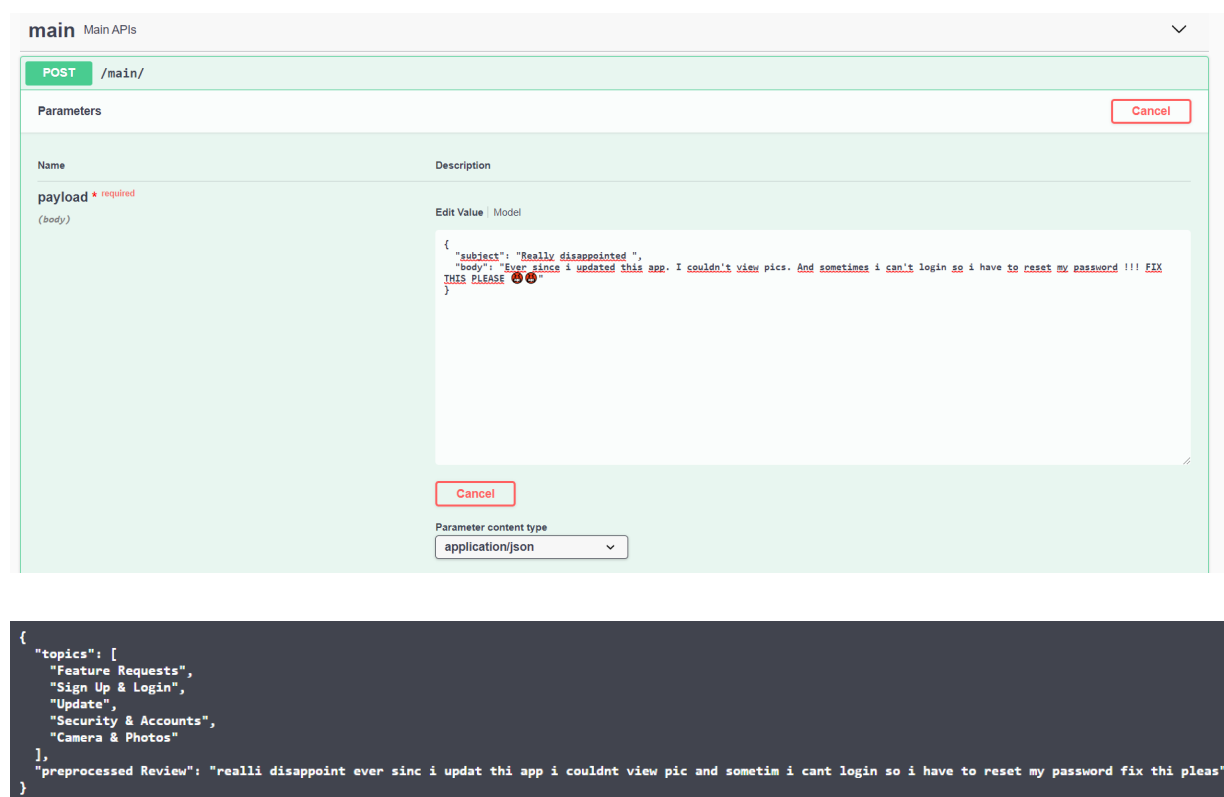 main Main APIs
POST /main/
Parameters
Cancel
Name Description
payload * required
(body)
Edit Value Model
{
"subject": "Really disappointed ",
"body": "Ever since i updated this app. I couldn't view pics. And sometimes i can't login so i have to reset my password !!! FIX
THIS PLEASE 😡😡"
}
Cancel
Parameter content type
application/json
{
"topics": [
"Feature Requests",
"Sign Up & Login",
"Update",
"Security & Accounts",
"Camera & Photos"
],
"preprocessed Review": "realli disappoint ever sinc i updat thi app i couldnt view pic and sometim i cant login so i have to reset my password fix thi pleas"
}